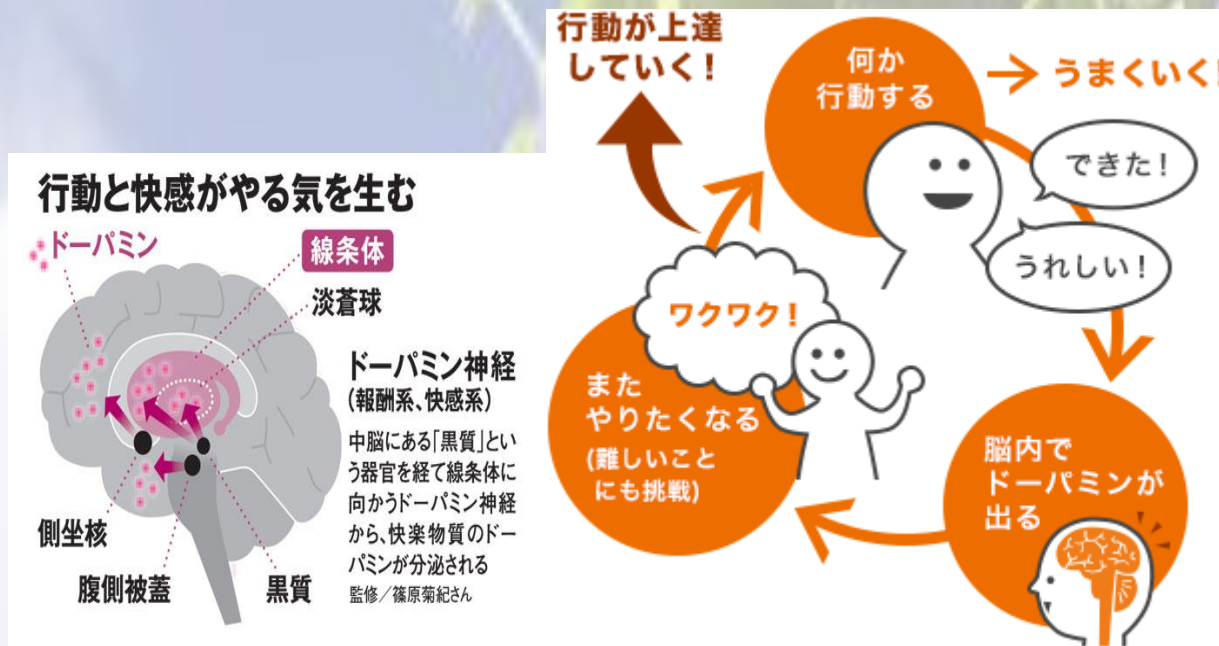 行動と快感がやる気を生む
ドーパミン
線条体
淡蒼球
ドーパミン神経
(報酬系、快感系)
中脳にある「黒質」とい
う器官を経て線条体に
向かうドーパミン神経
から、快楽物質のドー
パミンが分泌される
監修/篠原菊紀さん
側坐核
腹側被蓋
黒質
行動が上達
していく!
何か
行動する
うまくいく!
できた!
うれしい!
ワクワク!
また
やりたくなる
(難しいこと
にも挑戦)
脳内で
ドーパミンが
出る